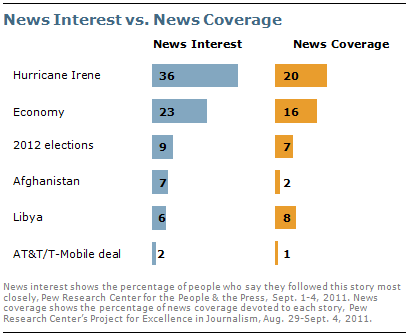 News Interest vs. News Coverage
News Interest News Coverage
Hurricane Irene 36 20
Economy 23 16
2012 elections 9 7
Afghanistan 7 2
Libya 6 8
AT&T/T-Mobile deal 2 1
News interest shows the percentage of people who say they followed this story most
closely, Pew Research Center for the People & the Press, Sept. 1-4, 2011. News
coverage shows the percentage of news coverage devoted to each story, Pew
Research Center's Project for Excellence in Journalism, Aug. 29-Sept. 4, 2011.